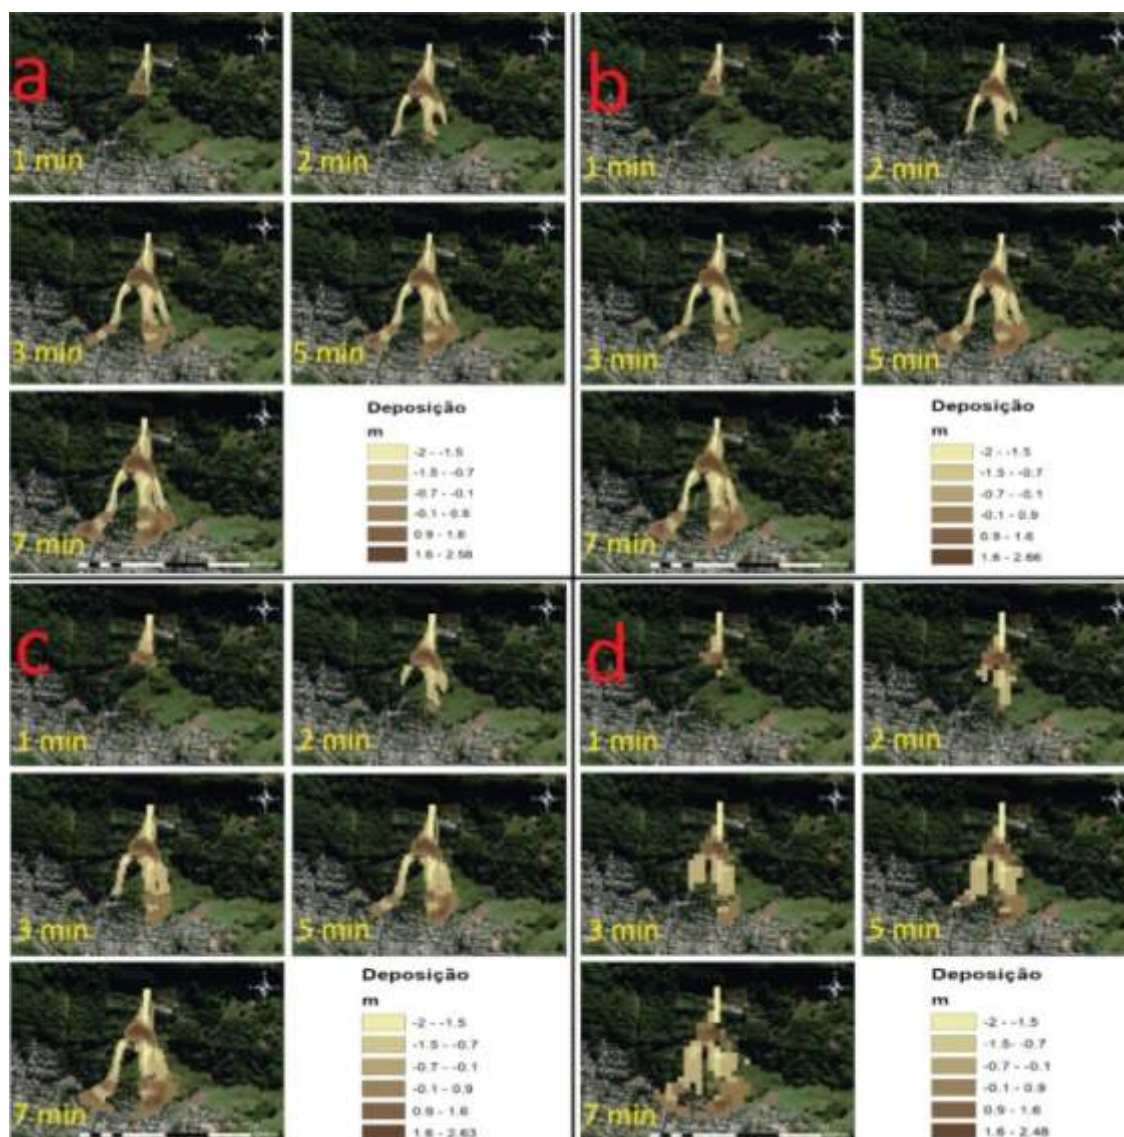 a
1 min
2 min
3 min
5 min
7 min
Deposição
m
-2 - -1.5
-1.5 - -0.7
-0.7 - -0.1
-0.1 - 0.8
0.9 - 1.6
1.6 - 2.58
b
1 min
2 min
3 min
5 min
7 min
Deposição
m
-2 - -1.5
-1.5 - -0.7
-0.7 - -0.1
-0.1 - 0.9
0.9 - 1.6
1.6 - 2.66
c
1 min
2 min
3 min
5 min
7 min
Deposição
m
-2 - -1.5
-1.5 - -0.7
-0.7 - -0.1
-0.1 - 0.9
0.9 - 1.6
1.6 - 2.63
d
1 min
2 min
3 min
5 min
7 min
Deposição
m
-2 - -1.5
-1.5- -0.7
-0.7 - -0.1
-0.1 - 0.9
0.9 - 1.6
1.6 - 2.48